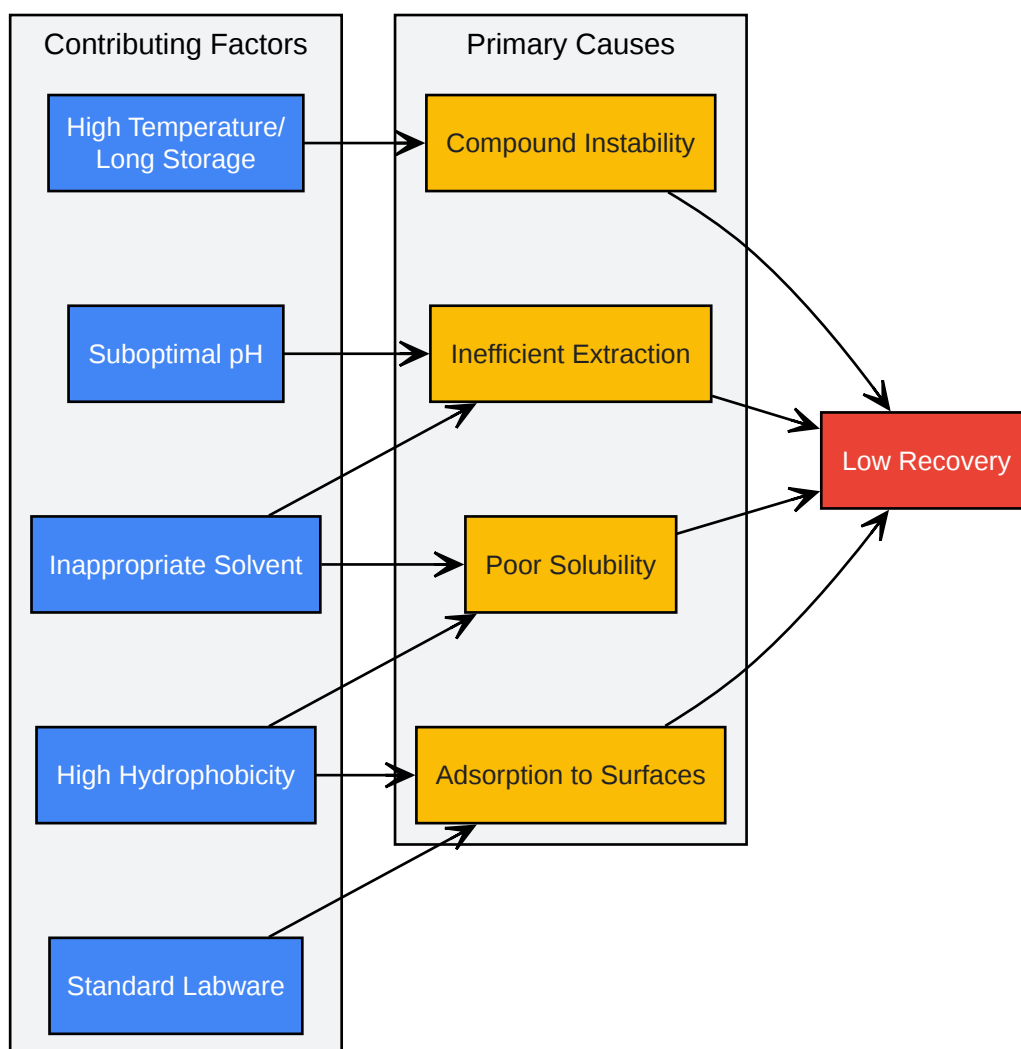 Contributing Factors
High Temperature/
Long Storage
Suboptimal pH
Inappropriate Solvent
High Hydrophobicity
Standard Labware
Primary Causes
Compound Instability
Inefficient Extraction
Poor Solubility
Adsorption to Surfaces
Low Recovery